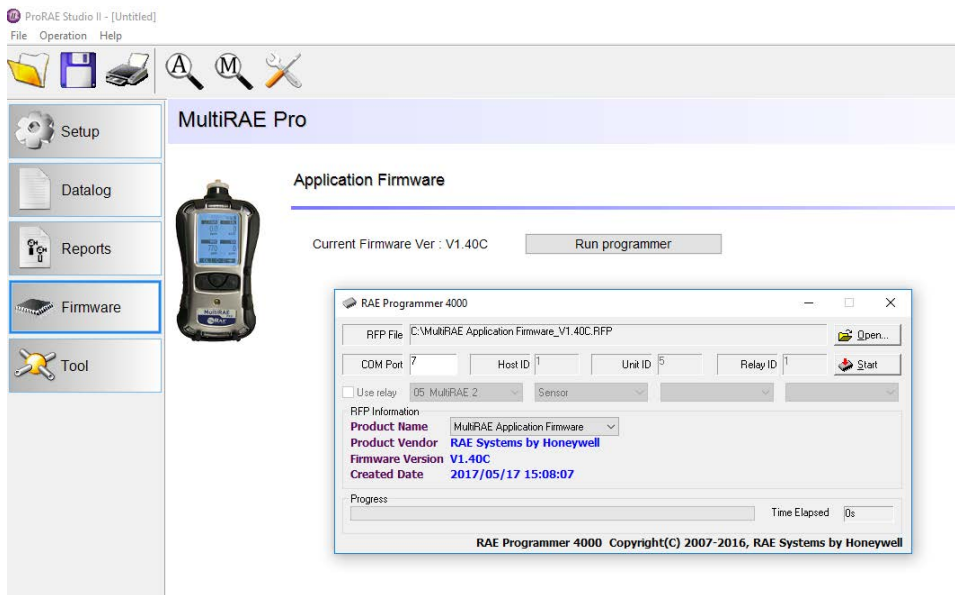 ProRAE Studio II - [Untitled]
File Operation Help
A M
MultiRAE Pro
Setup
Datalog
Reports
Firmware
Tool
Application Firmware
Current Firmware Ver : V1.40C Run programmer
RAE Programmer 4000
RFP File C:\MultiRAE Application Firmware_V1.40C.RFP Open...
COM Port 7 Host ID 1 Unit ID 5 Relay ID 1 Start
Use relay 05 MultiRAE 2 Sensor
RFP Information
Product Name MultiRAE Application Firmware
Product Vendor RAE Systems by Honeywell
Firmware Version V1.40C
Created Date 2017/05/17 15:08:07
Progress
Time Elapsed 0s
RAE Programmer 4000 Copyright(C) 2007-2016, RAE Systems by Honeywell